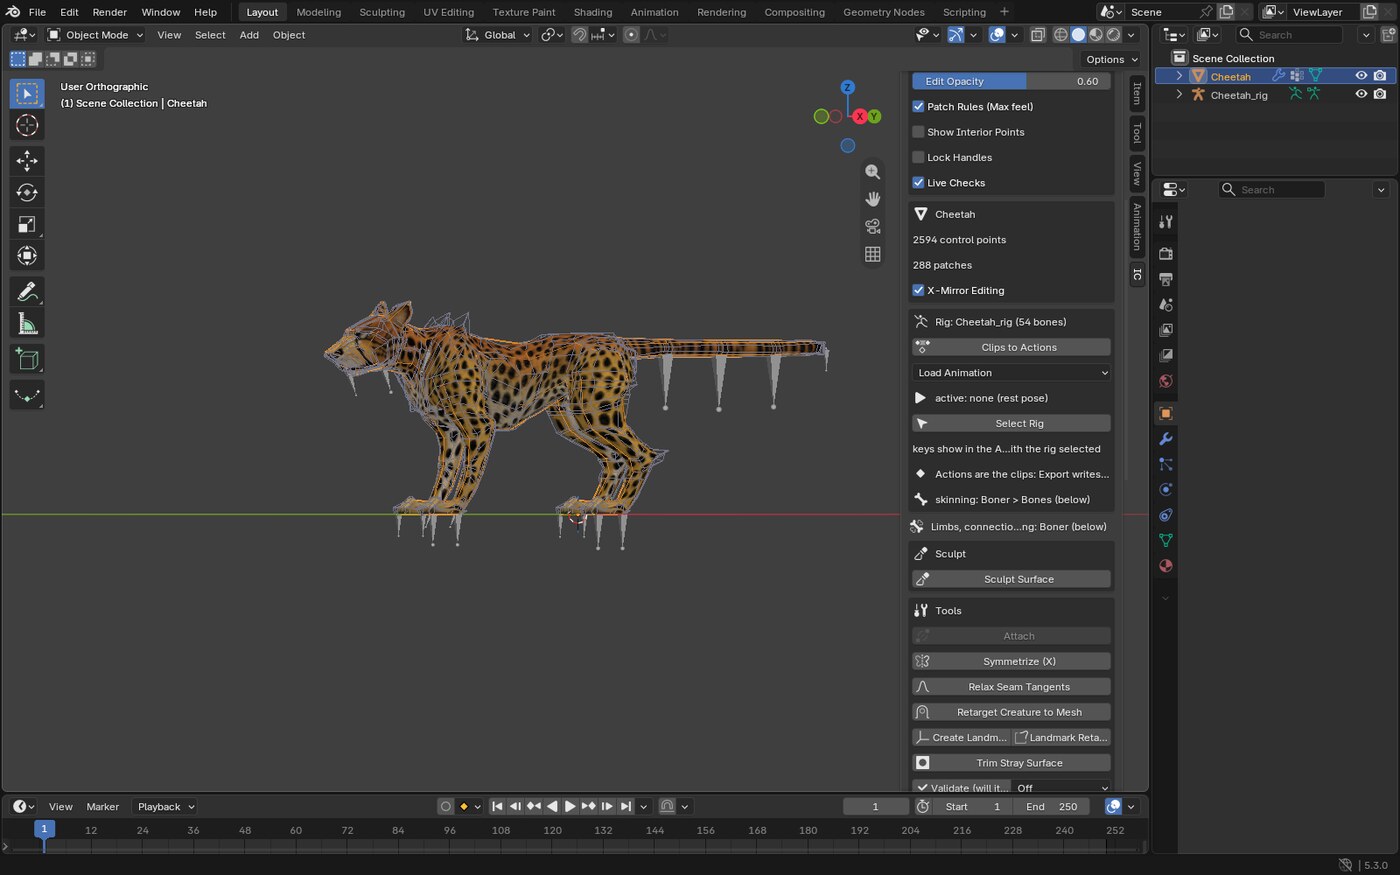 File Edit Render Window Help Layout Modeling Sculpting UV Editing Texture Paint Shading Animation Rendering Compositing Geometry Nodes Scripting + Scene ViewLayer
Object Mode View Select Add Object Global Search
Options
User Orthographic
(1) Scene Collection | Cheetah
Z
X Y
Edit Opacity 0.60
Patch Rules (Max feel)
Show Interior Points
Lock Handles
Live Checks
Cheetah
2594 control points
288 patches
X-Mirror Editing
Rig: Cheetah_rig (54 bones)
Clips to Actions
Load Animation
active: none (rest pose)
Select Rig
keys show in the A...ith the rig selected
Actions are the clips: Export writes...
skinning: Boner > Bones (below)
Limbs, connectio...ng: Boner (below)
Sculpt
Sculpt Surface
Tools
Attach
Symmetrize (X)
Relax Seam Tangents
Retarget Creature to Mesh
Create Landm... Landmark Reta...
Trim Stray Surface
Validate (will it... Off
Item
Tool
View
Animation
IC
Scene Collection
Cheetah
Cheetah_rig
Search
View Marker Playback 1 Start 1 End 250
1 12 24 36 48 60 72 84 96 108 120 132 144 156 168 180 192 204 216 228 240 252
5.3.0